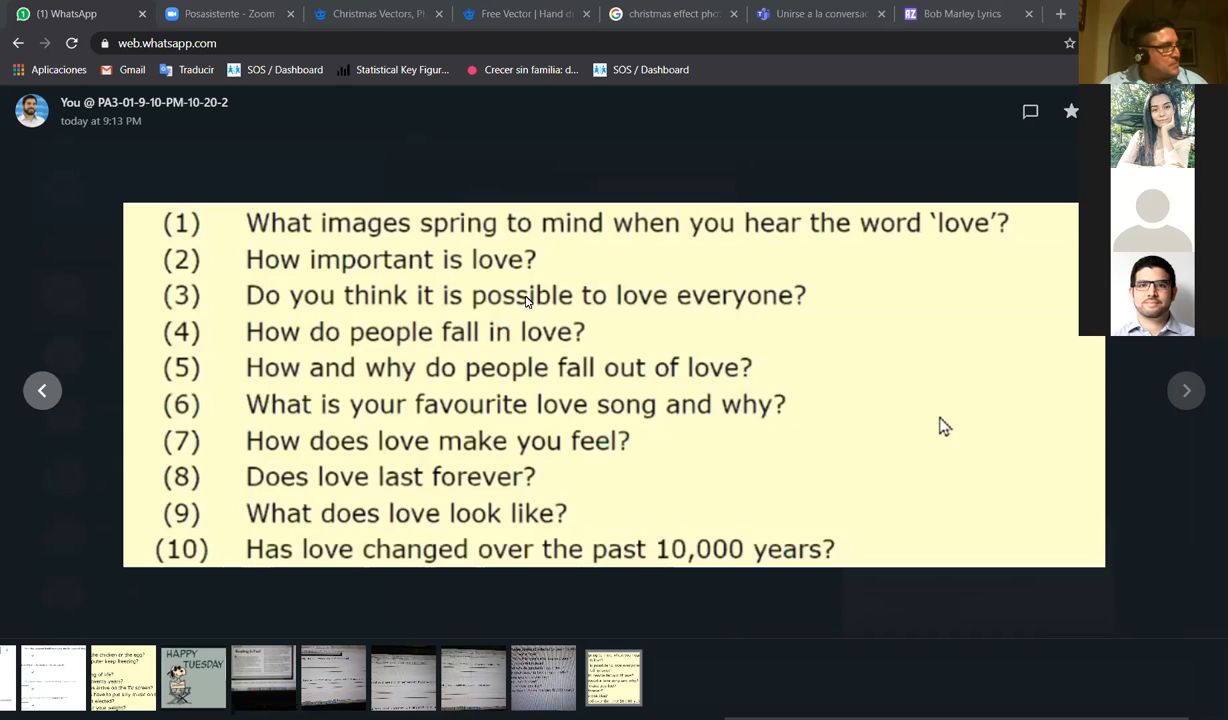 (1) WhatsApp
Posasistente - Zoom
Christmas Vectors, P
Free Vector | Hand d
christmas effect pho
Unirse a la conversa
Bob Marley Lyrics
web.whatsapp.com
Aplicaciones
Gmail
Traducir
SOS / Dashboard
Statistical Key Figur...
Crecer sin familia: d...
SOS / Dashboard
You @ PA3-01-9-10-PM-10-20-2
today at 9:13 PM
(1) What images spring to mind when you hear the word ‘love’?
(2) How important is love?
(3) Do you think it is possible to love everyone?
(4) How do people fall in love?
(5) How and why do people fall out of love?
(6) What is your favourite love song and why?
(7) How does love make you feel?
(8) Does love last forever?
(9) What does love look like?
(10) Has love changed over the past 10,000 years?
the chicken or the egg?
HAPPY
TUESDAY